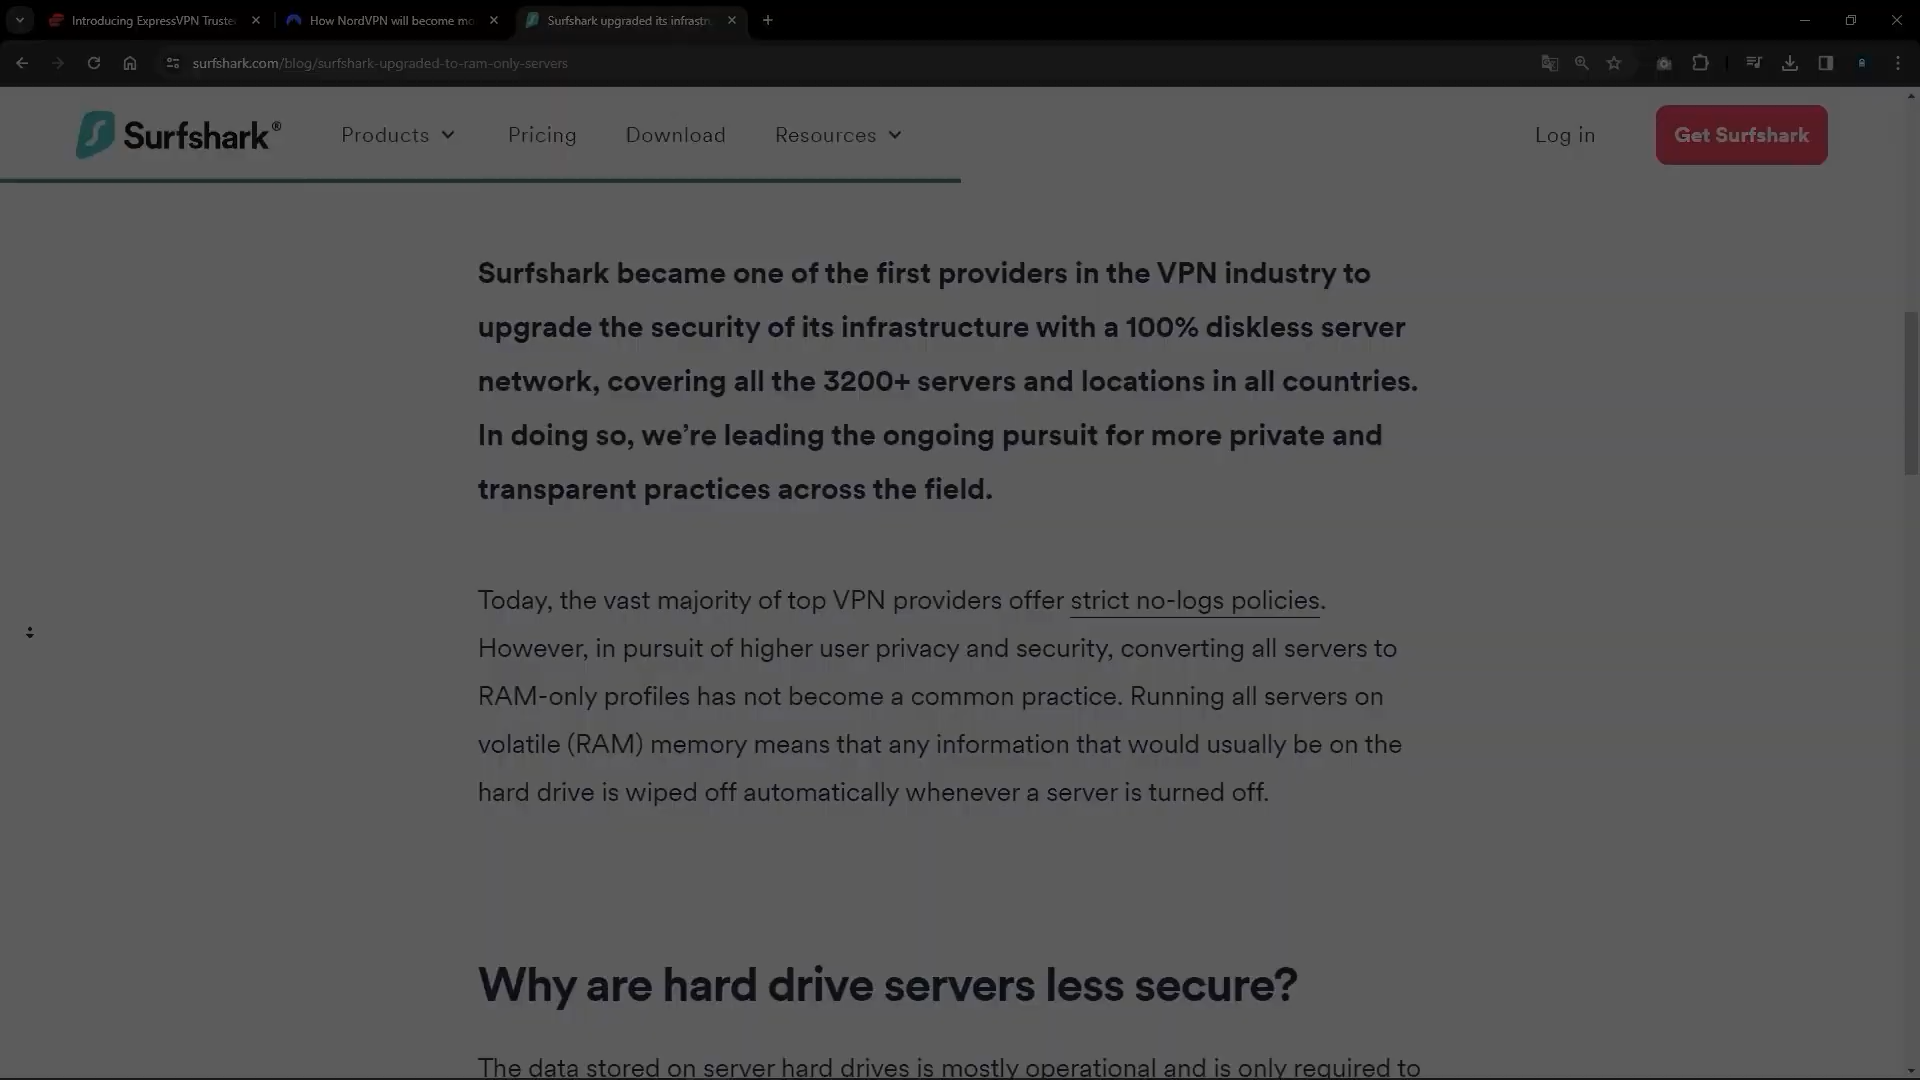 Introducing ExpressVPN Truste
How NordVPN will become mo
Surfshark upgraded its infrastr
surfshark.com/blog/surfshark-upgraded-to-ram-only-servers
Surfshark®
Products
Pricing
Download
Resources
Log in
Get Surfshark
Surfshark became one of the first providers in the VPN industry to
upgrade the security of its infrastructure with a 100% diskless server
network, covering all the 3200+ servers and locations in all countries.
In doing so, we’re leading the ongoing pursuit for more private and
transparent practices across the field.
Today, the vast majority of top VPN providers offer strict no-logs policies.
However, in pursuit of higher user privacy and security, converting all servers to
RAM-only profiles has not become a common practice. Running all servers on
volatile (RAM) memory means that any information that would usually be on the
hard drive is wiped off automatically whenever a server is turned off.
Why are hard drive servers less secure?
The data stored on server hard drives is mostly operational and is only required to